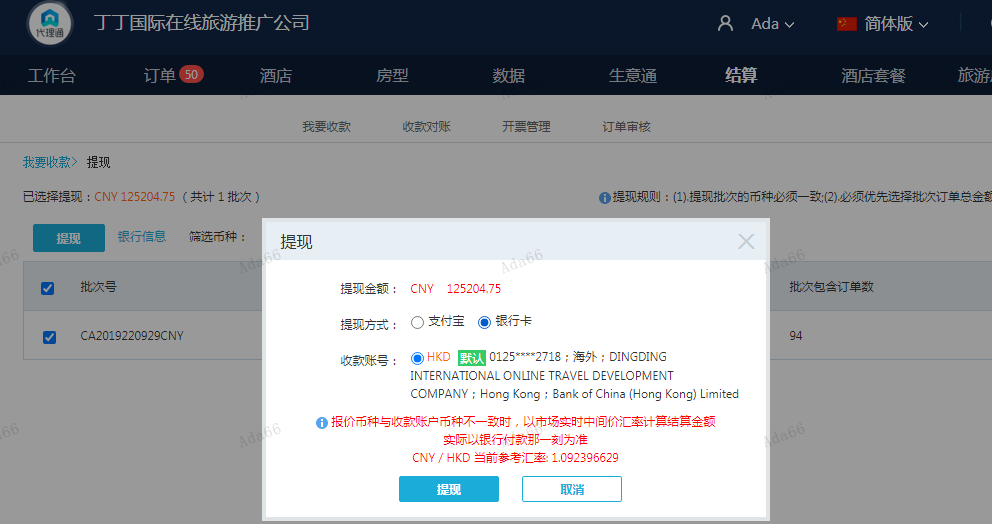 代理通
丁丁国际在线旅游推广公司
Ada
简体版
工作台 订单 50 酒店 房型 数据 生意通 结算 酒店套餐 旅游
我要收款 收款对账 开票管理 订单审核
我要收款> 提现
已选择提现：CNY 125204.75 （ 共计 1 批次 ）
提现规则：(1).提现批次的币种必须一致;(2).必须优先选择批次订单总金额
提现 银行信息 筛选币种：
批次号 批次包含订单数
CA2019220929CNY 94
提现
提现金额： CNY 125204.75
提现方式： 支付宝 银行卡
收款账号： HKD 默认 0125****2718；海外；DINGDING
INTERNATIONAL ONLINE TRAVEL DEVELOPMENT
COMPANY；Hong Kong；Bank of China (Hong Kong) Limited
报价币种与收款账户币种不一致时，以市场实时中间价汇率计算结算金额
实际以银行付款那一刻为准
CNY / HKD 当前参考汇率: 1.092396629
提现 取消
Ada66
Ada66
Ada66
Ada66
Ada66
Ada66
Ada66